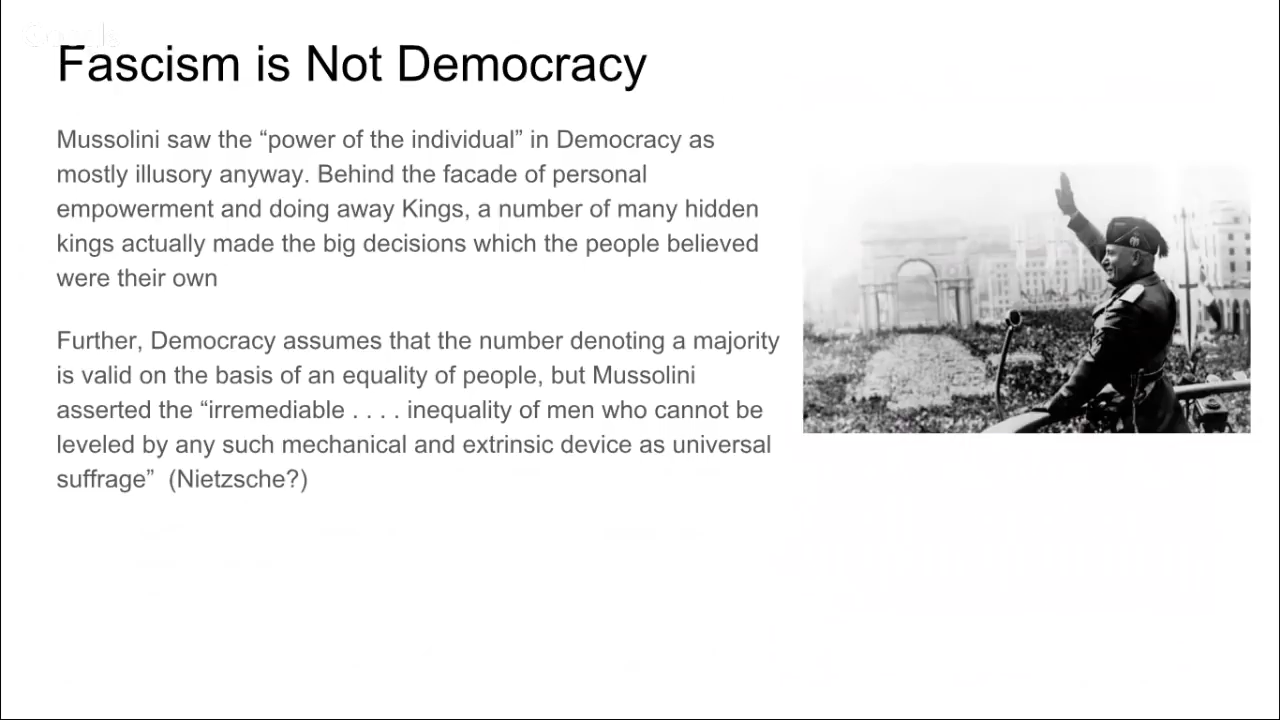 Fascism is Not Democracy
Mussolini saw the “power of the individual” in Democracy as
mostly illusory anyway. Behind the facade of personal
empowerment and doing away Kings, a number of many hidden
kings actually made the big decisions which the people believed
were their own
Further, Democracy assumes that the number denoting a majority
is valid on the basis of an equality of people, but Mussolini
asserted the “irremediable . . . . inequality of men who cannot be
leveled by any such mechanical and extrinsic device as universal
suffrage”  (Nietzsche?)